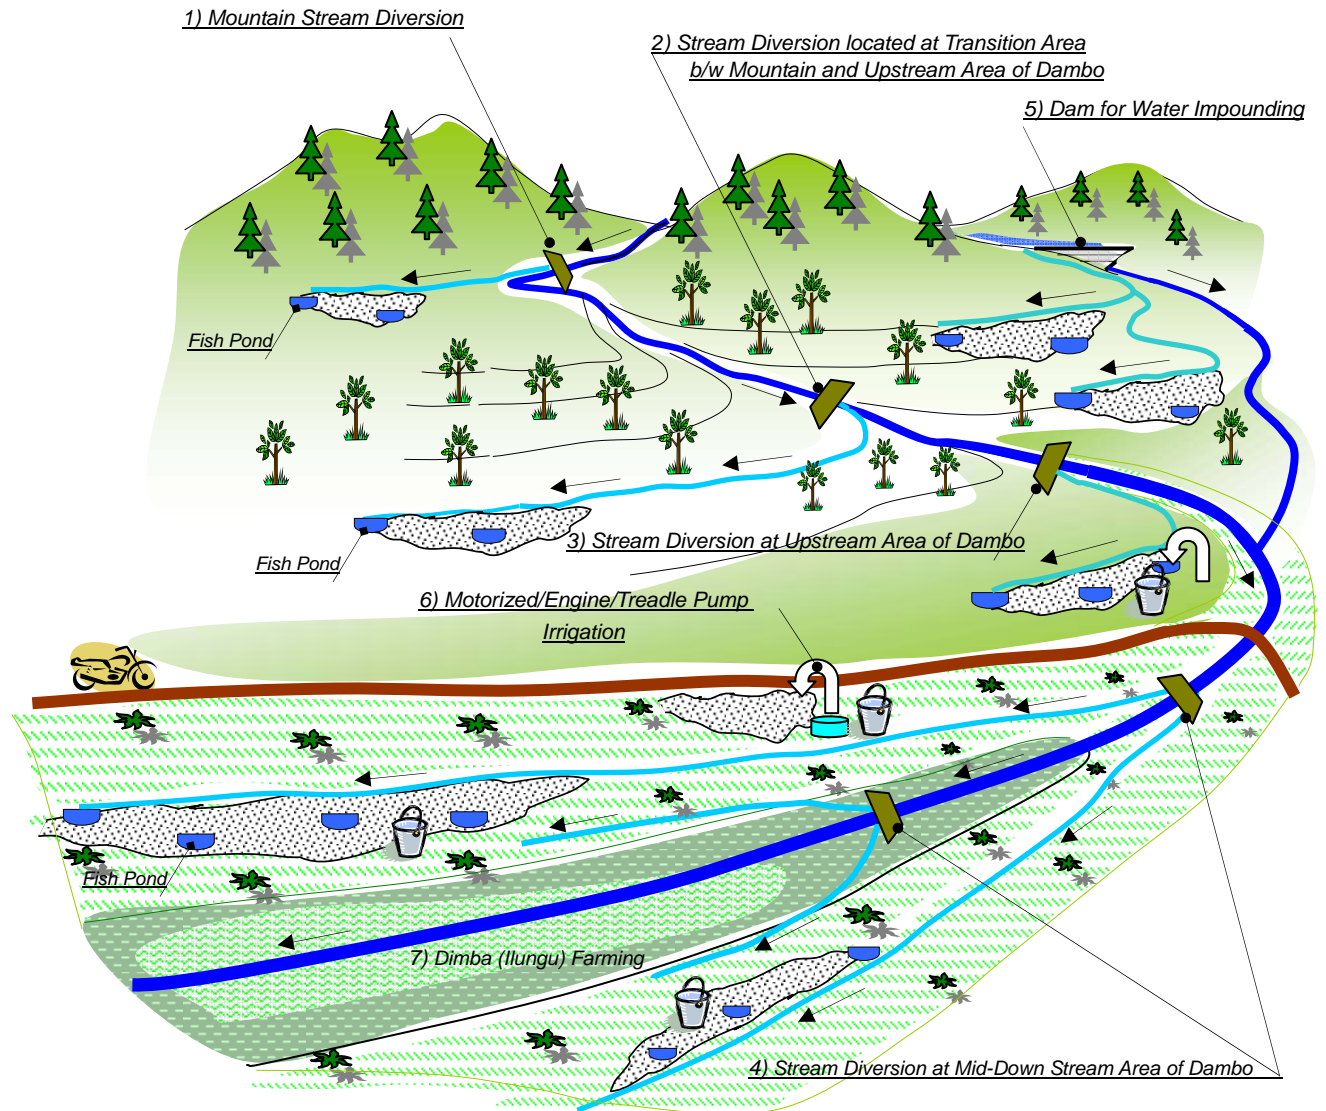 1) Mountain Stream Diversion
2) Stream Diversion located at Transition Area
b/w Mountain and Upstream Area of Dambo
5) Dam for Water Impounding
Fish Pond
3) Stream Diversion at Upstream Area of Dambo
Fish Pond
6) Motorized/Engine/Treadle Pump
Irrigation
Fish Pond
7) Dimba (Ilungu) Farming
4) Stream Diversion at Mid-Down Stream Area of Dambo